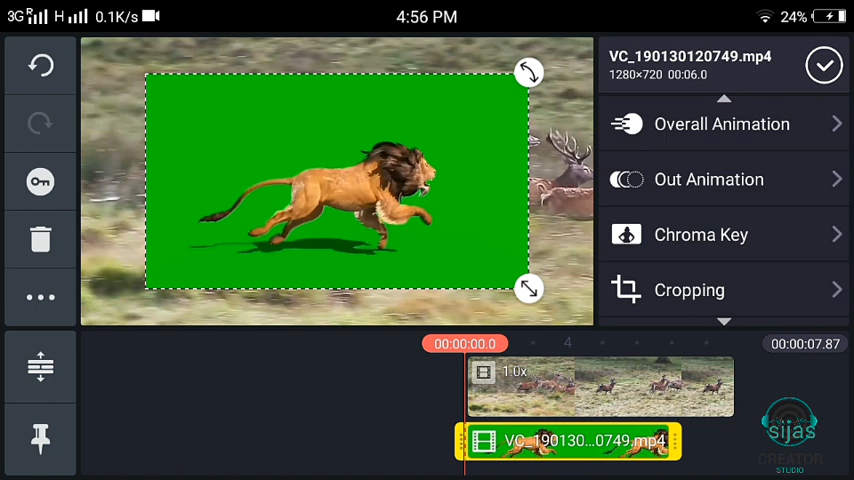 3G R H 0.1K/s 4:56 PM 24%
VC_190130120749.mp4
1280×720 00:06.0
Overall Animation
Out Animation
Chroma Key
Cropping
00:00:00.0 4 00:00:07.87
1.0x
VC_190130...0749.mp4
sijas
CREATOR
STUDIO